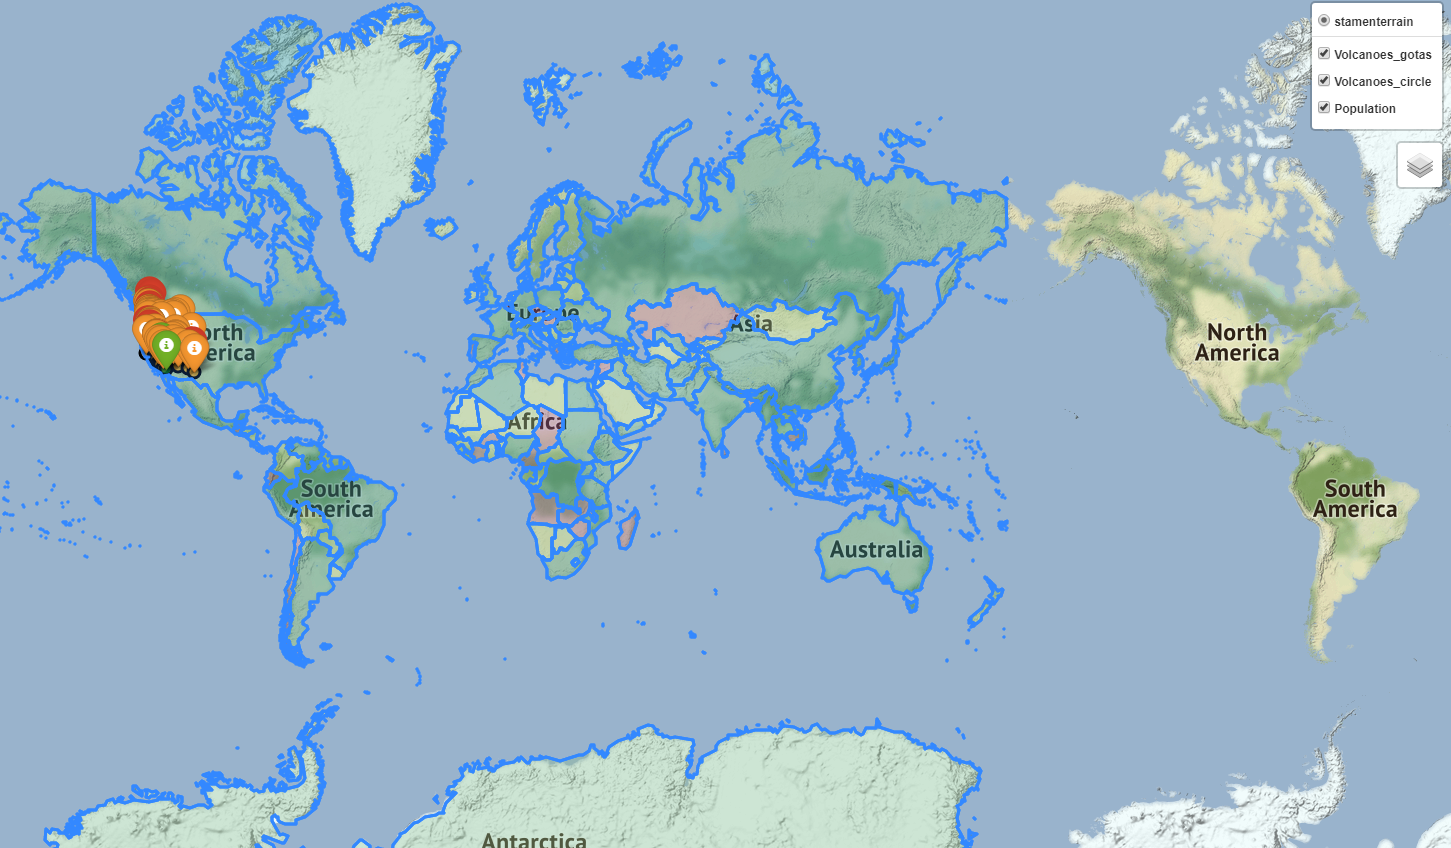 stamenterrain
Volcanoes_gotas
Volcanoes_circle
Population
North
America
Europe
Asia
North
America
Africa
South
America
South
America
Australia
Antarctica